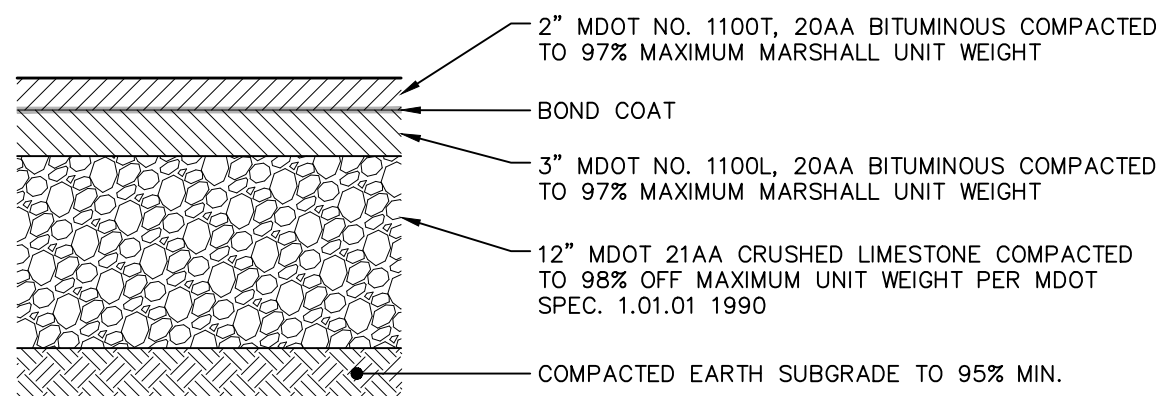 2” MDOT NO. 1100T, 20AA BITUMINOUS COMPACTED
TO 97% MAXIMUM MARSHALL UNIT WEIGHT
BOND COAT
3” MDOT NO. 1100L, 20AA BITUMINOUS COMPACTED
TO 97% MAXIMUM MARSHALL UNIT WEIGHT
12” MDOT 21AA CRUSHED LIMESTONE COMPACTED
TO 98% OFF MAXIMUM UNIT WEIGHT PER MDOT
SPEC. 1.01.01 1990
COMPACTED EARTH SUBGRADE TO 95% MIN.